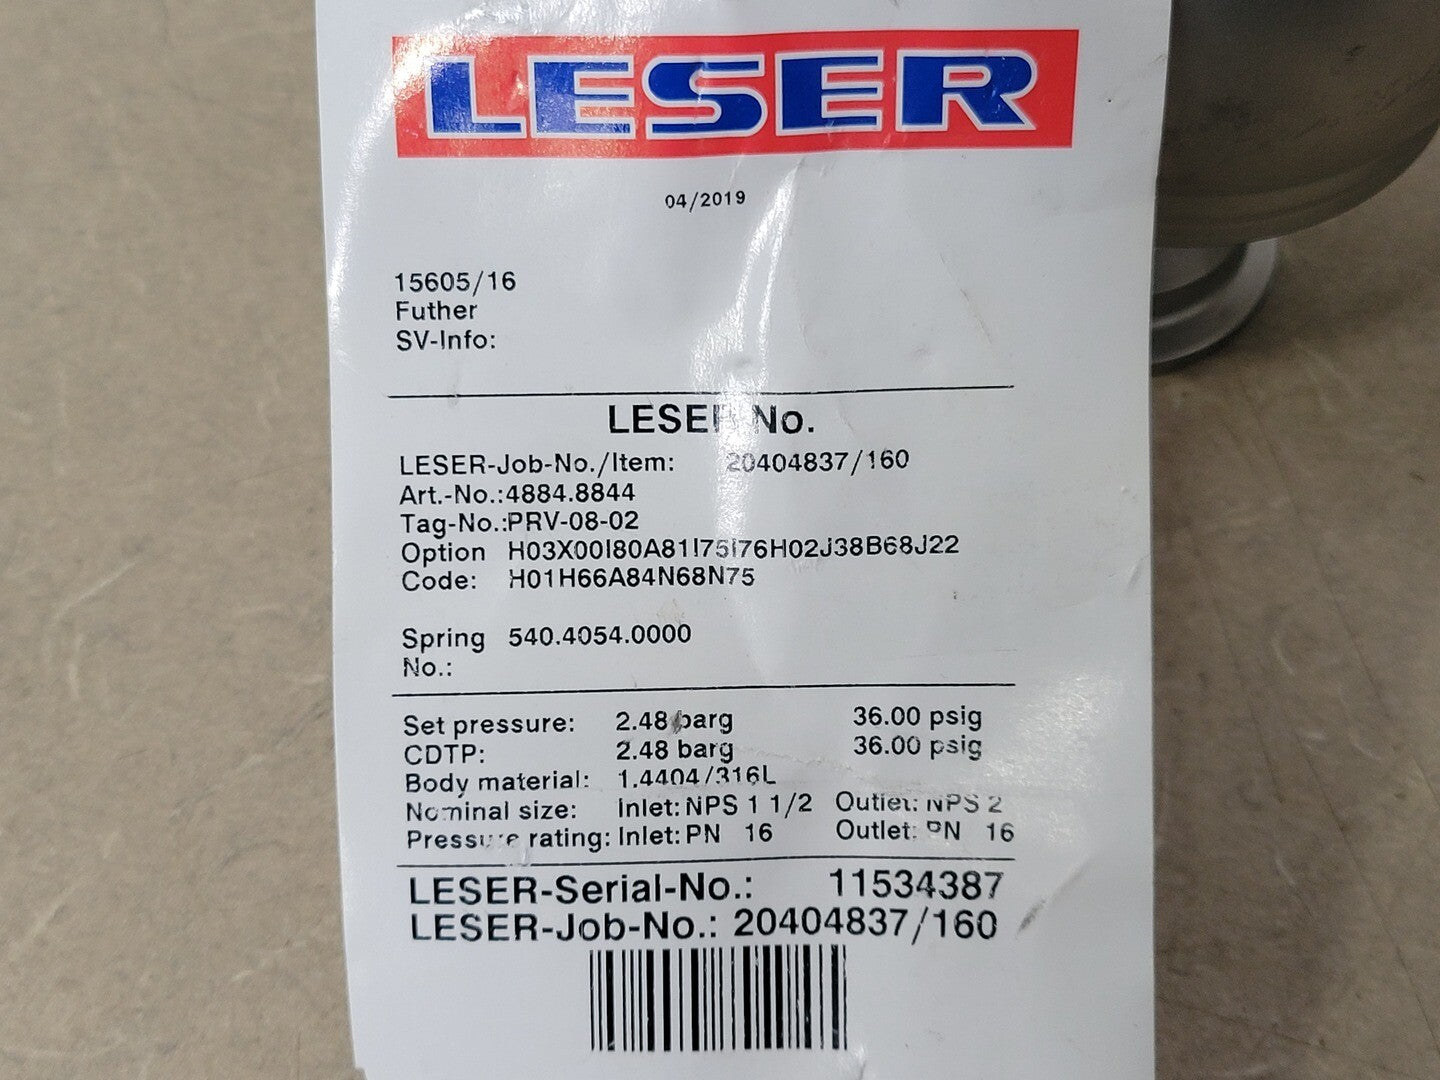 LESER
04/2019
15605/16
Futher
SV-Info:
LESER No.
LESER-Job-No./Item: 20404837/160
Art.-No.:4884.8844
Tag-No.:PRV-08-02
Option H03X00I80A81I75I76H02J38B68J22
Code: H01H66A84N68N75
Spring 540.4054.0000
No.:
Set pressure: 2.48 barg 36.00 psig
CDTP: 2.48 barg 36.00 psig
Body material: 1.4404/316L
Nominal size: Inlet: NPS 1 1/2 Outlet: NPS 2
Pressure rating: Inlet: PN 16 Outlet: PN 16
LESER-Serial-No.: 11534387
LESER-Job-No.: 20404837/160